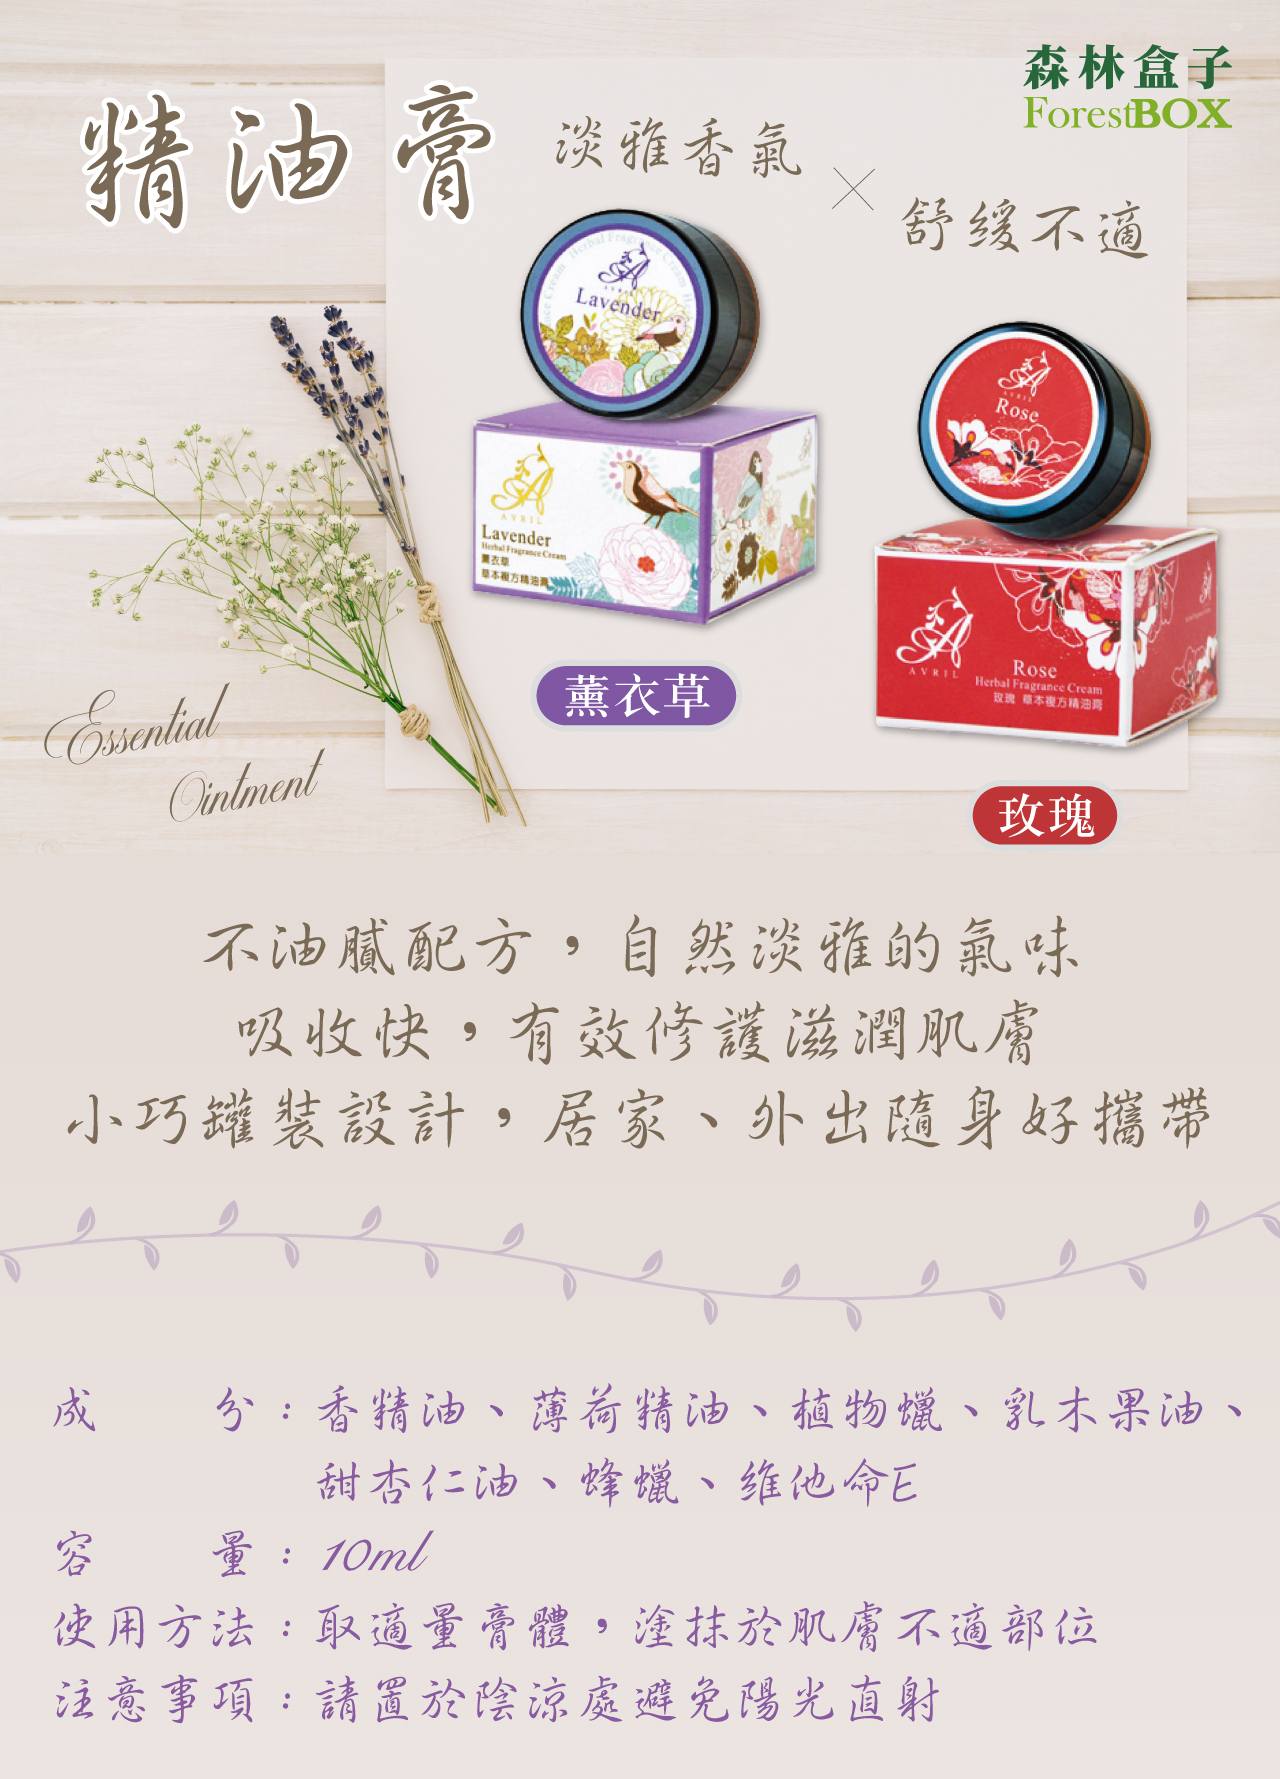 森林盒子
ForestBOX
精油膏
淡雅香氣
舒緩不適
Herbal Fragrance Cream
AVRIL
Lavender
AVRIL
Rose
AVRIL
Lavender
Herbal Fragrance Cream
薰衣草
草本複方精油膏
AVRIL
Rose
Herbal Fragrance Cream
玫瑰 草本複方精油膏
薰衣草
Essential
Ointment
玫瑰
不油膩配方，自然淡雅的氣味
吸收快，有效修護滋潤肌膚
小巧罐裝設計，居家、外出隨身好攜帶
成 分：香精油、薄荷精油、植物蠟、乳木果油、
甜杏仁油、蜂蠟、維他命E
容 量：10ml
使用方法：取適量膏體，塗抹於肌膚不適部位
注意事項：請置於陰涼處避免陽光直射